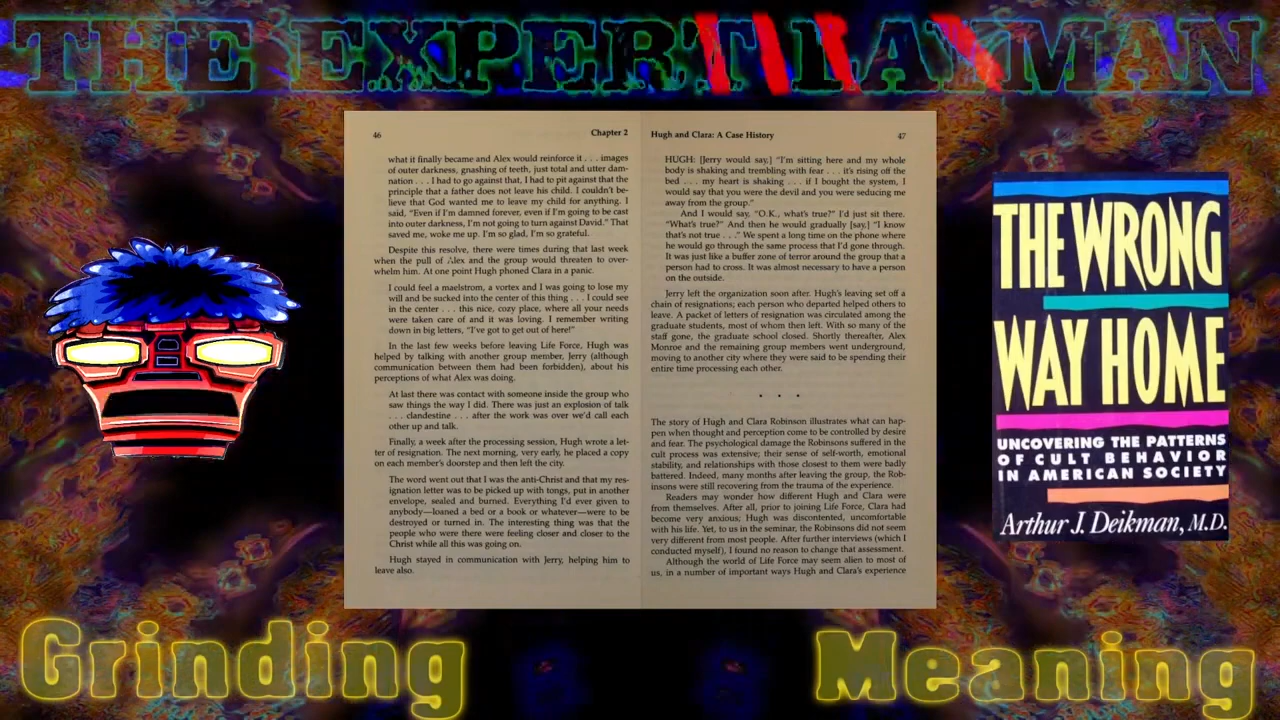 THE EXPERT LAYMAN
46
Chapter 2
what it finally became and Alex would reinforce it . . . images
of outer darkness, gnashing of teeth, just total and utter dam-
nation . . . I had to go against that, I had to pit against that the
principle that a father does not leave his child. I couldn't be-
lieve that God wanted me to leave my child for anything. I
said, "Even if I'm damned forever, even if I'm going to be cast
into outer darkness, I'm not going to turn against David." That
saved me, woke me up. I'm so glad, I'm so grateful.
Despite this resolve, there were times during that last week
when the pull of Alex and the group would threaten to over-
whelm him. At one point Hugh phoned Clara in a panic.
I could feel a maelstrom, a vortex and I was going to lose my
will and be sucked into the center of this thing . . . I could see
in the center . . . this nice, cozy place, where all your needs
were taken care of and it was loving. I remember writing
down in big letters, "I've got to get out of here!"
In the last few weeks before leaving Life Force, Hugh was
helped by talking with another group member, Jerry (although
communication between them had been forbidden), about his
perceptions of what Alex was doing.
At last there was contact with someone inside the group who
saw things the way I did. There was just an explosion of talk
. . . clandestine . . . after the work was over we'd call each
other up and talk.
Finally, a week after the processing session, Hugh wrote a let-
ter of resignation. The next morning, very early, he placed a copy
on each member's doorstep and then left the city.
The word went out that I was the anti-Christ and that my res-
ignation letter was to be picked up with tongs, put in another
envelope, sealed and burned. Everything I'd ever given to
anybody—loaned a bed or a book or whatever—were to be
destroyed or turned in. The interesting thing was that the
people who were there were feeling closer and closer to the
Christ while all this was going on.
Hugh stayed in communication with Jerry, helping him to
leave also.
Hugh and Clara: A Case History
47
HUGH: [Jerry would say,] "I'm sitting here and my whole
body is shaking and trembling with fear . . . it's rising off the
bed . . . my heart is shaking . . . if I bought the system, I
would say that you were the devil and you were seducing me
away from the group."
And I would say, "O.K., what's true?" I'd just sit there.
"What's true?" And then he would gradually [say,] "I know
that's not true . . ." We spent a long time on the phone where
he would go through the same process that I'd gone through.
It was just like a buffer zone of terror around the group that a
person had to cross. It was almost necessary to have a person
on the outside.
Jerry left the organization soon after. Hugh's leaving set off a
chain of resignations; each person who departed helped others to
leave. A packet of letters of resignation was circulated among the
graduate students, most of whom then left. With so many of the
staff gone, the graduate school closed. Shortly thereafter, Alex
Monroe and the remaining group members went underground,
moving to another city where they were said to be spending their
entire time processing each other.
• • •
The story of Hugh and Clara Robinson illustrates what can hap-
pen when thought and perception come to be controlled by desire
and fear. The psychological damage the Robinsons suffered in the
cult process was extensive; their sense of self-worth, emotional
stability, and relationships with those closest to them were badly
battered. Indeed, many months after leaving the group, the Rob-
insons were still recovering from the trauma of the experience.
Readers may wonder how different Hugh and Clara were
from themselves. After all, prior to joining Life Force, Clara had
become very anxious; Hugh was discontented, uncomfortable
with his life. Yet, to us in the seminar, the Robinsons did not seem
very different from most people. After further interviews (which I
conducted myself), I found no reason to change that assessment.
Although the world of Life Force may seem alien to most of
us, in a number of important ways Hugh and Clara's experience
THE WRONG
WAY HOME
UNCOVERING THE PATTERNS
OF CULT BEHAVIOR
IN AMERICAN SOCIETY
Arthur J. Deikman, M.D.
Grinding
Meaning